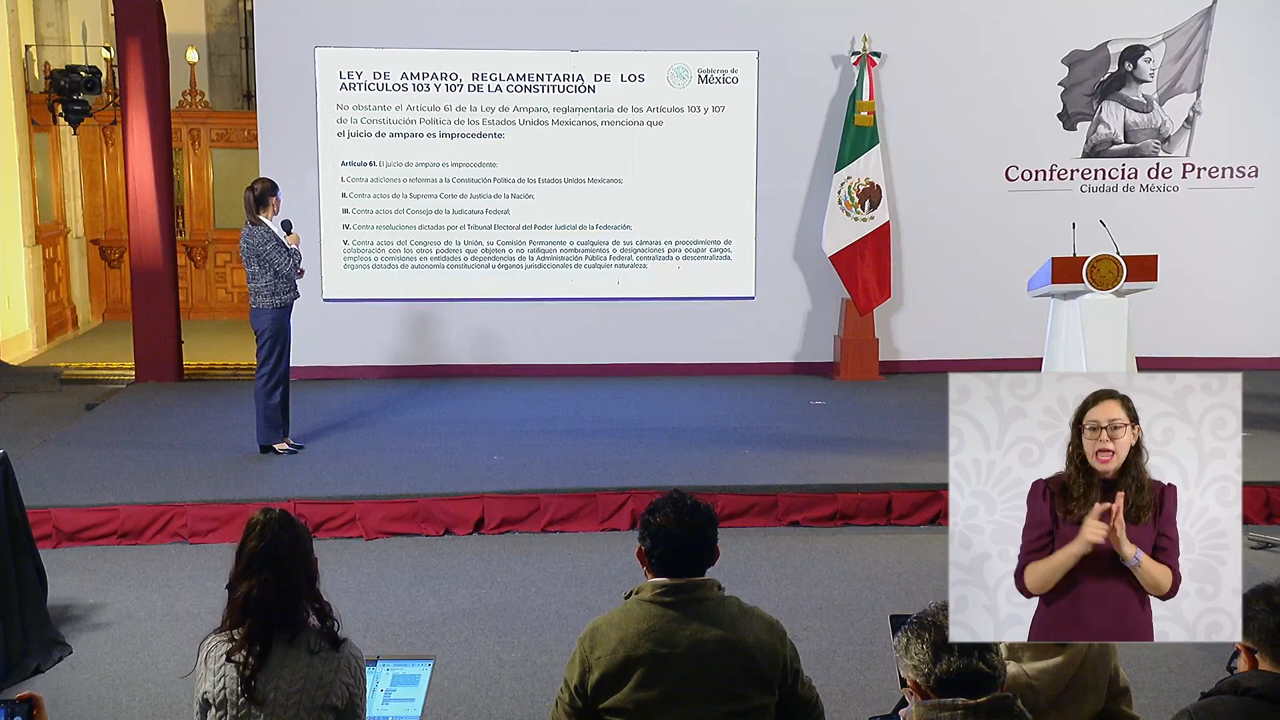 LEY DE AMPARO, REGLAMENTARIA DE LOS
ARTÍCULOS 103 Y 107 DE LA CONSTITUCIÓN
Gobierno de
México
No obstante el Artículo 61 de la Ley de Amparo, reglamentaria de los Artículos 103 y 107
de la Constitución Política de los Estados Unidos Mexicanos, menciona que
el juicio de amparo es improcedente:
Artículo 61. El juicio de amparo es improcedente:
I. Contra adiciones o reformas a la Constitución Política de los Estados Unidos Mexicanos;
II. Contra actos de la Suprema Corte de Justicia de la Nación;
III. Contra actos del Consejo de la Judicatura Federal;
IV. Contra resoluciones dictadas por el Tribunal Electoral del Poder Judicial de la Federación;
V. Contra actos del Congreso de la Unión, su Comisión Permanente o cualquiera de sus cámaras en procedimiento de
colaboración con los otros poderes que objeten o no ratifiquen nombramientos o designaciones para ocupar cargos,
empleos o comisiones en entidades o dependencias de la Administración Pública Federal, centralizada o descentralizada,
órganos dotados de autonomía constitucional u órganos jurisdiccionales de cualquier naturaleza;
Conferencia de Prensa
Ciudad de México